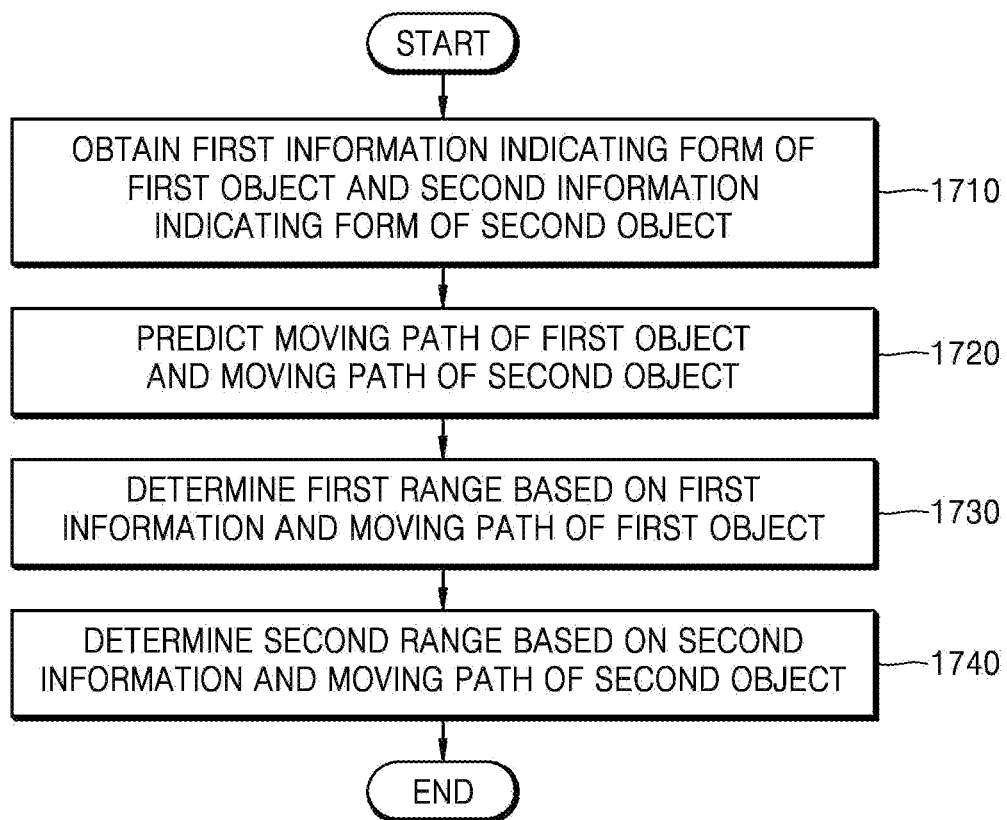 START
OBTAIN FIRST INFORMATION INDICATING FORM OF
FIRST OBJECT AND SECOND INFORMATION
INDICATING FORM OF SECOND OBJECT
1710
PREDICT MOVING PATH OF FIRST OBJECT
AND MOVING PATH OF SECOND OBJECT
1720
DETERMINE FIRST RANGE BASED ON FIRST
INFORMATION AND MOVING PATH OF FIRST OBJECT
1730
DETERMINE SECOND RANGE BASED ON SECOND
INFORMATION AND MOVING PATH OF SECOND OBJECT
1740
END